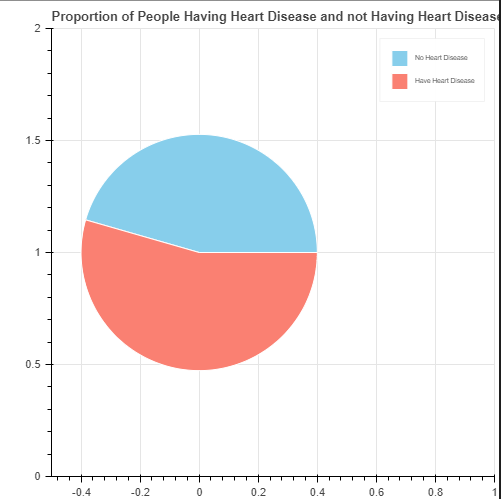 Proportion of People Having Heart Disease and not Having Heart Disease
2
No Heart Disease
Have Heart Disease
1.5
1
0.5
0
-0.4 -0.2 0 0.2 0.4 0.6 0.8 1